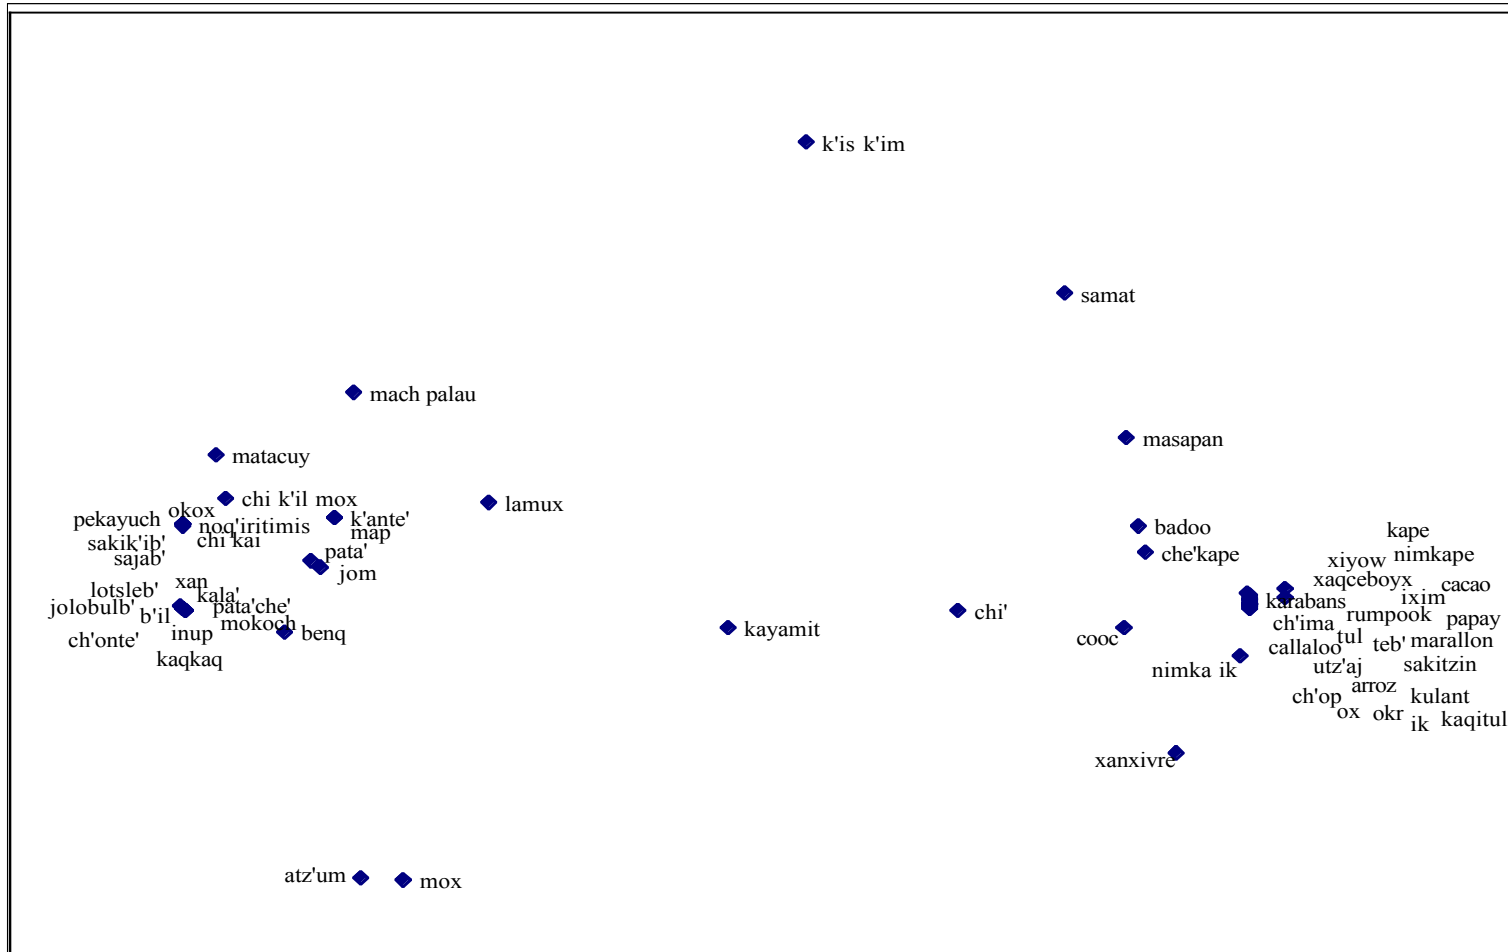 k'is k'im
samat
mach palau
masapan
matacuy
chi k'il mox
lamux
okox
pekayuch
noq'iritimis
k'ante'
badoo
kape
map
sakik'ib'
chi kai
pata'
che'kape
nimkape
sajab'
xiyow
jom
xan
xaqceboyx
cacao
lotsleb'
kala'
ixim
karabans
jolobulb'
pata'che'
b'il
rumpook
papay
mokoch
ch'ima
inup
benq
kayamit
chi'
cooc
tul
ch'onte'
callaloo
teb'
marallon
kaqkaq
nimka ik
utz'aj
sakitzin
arroz
ch'op
kulant
ox
okr
ik
kaqitul
xanxivre
atz'um
mox